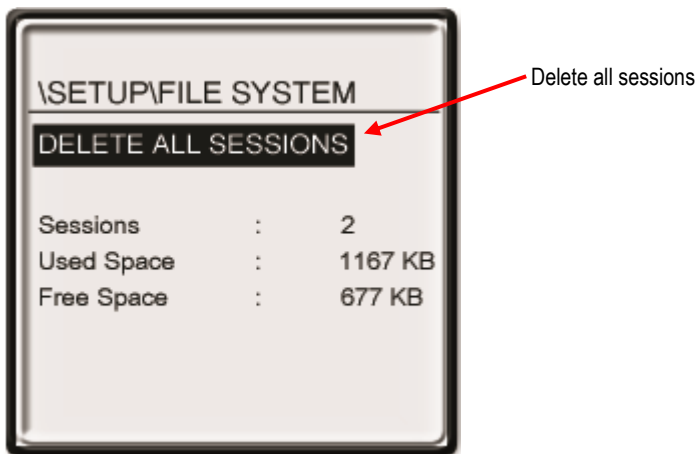 \SETUP\FILE SYSTEM
Delete all sessions
DELETE ALL SESSIONS
Sessions : 2
Used Space : 1167 KB
Free Space : 677 KB